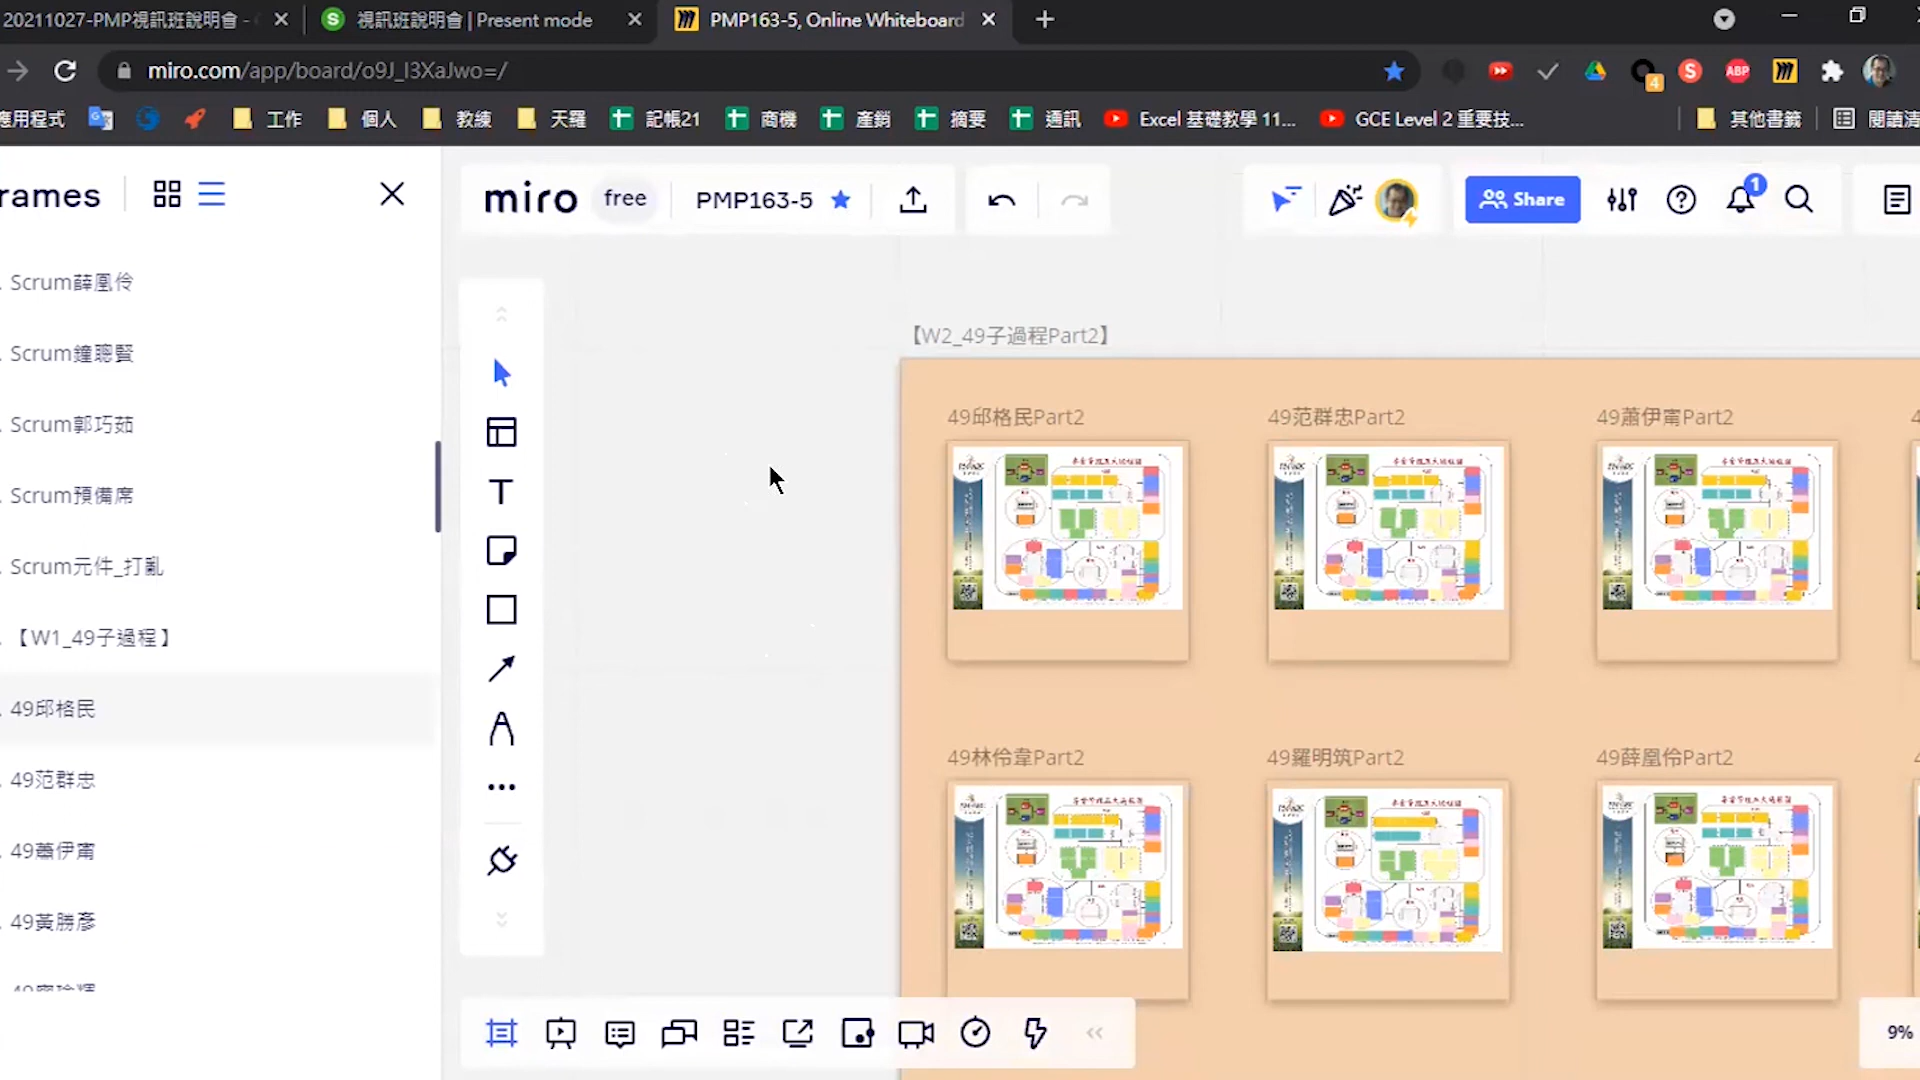 20211027-PMP視訊班說明會 -
視訊班說明會 | Present mode
PMP163-5, Online Whiteboard
miro.com/app/board/o9J_l3XaJwo=/
4
S
ABP
應用程式
工作
個人
教練
天羅
記帳21
商機
產銷
摘要
通訊
Excel 基礎教學 11...
GCE Level 2 重要技...
其他書籤
閱讀清
rames
miro
free
PMP163-5
Share
1
Scrum薛凰伶
Scrum鐘聰賢
Scrum郭巧茹
Scrum預備席
Scrum元件_打亂
【W1_49子過程】
49邱格民
49范群忠
49蕭伊甯
49黃勝彥
【W2_49子過程Part2】
49邱格民Part2
49范群忠Part2
49蕭伊甯Part2
49林伶韋Part2
49羅明筑Part2
49薛凰伶Part2
9%